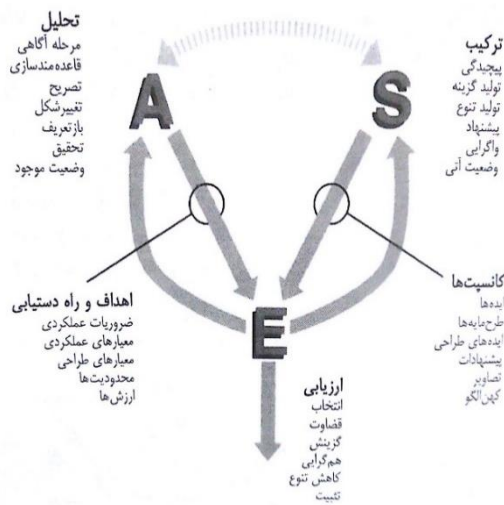 تحلیل
مرحله آگاهی
قاعده‌مندسازی
تصریح
تغییرشکل
بازتعریف
تحقیق
وضعیت موجود
A
ترکیب
پیچیدگی
تولید گزینه
تولید تنوع
پیشنهاد
واگرایی
وضعیت آتی
S
اهداف و راه دستیابی
ضروریات عملکردی
معیارهای عملکردی
معیارهای طراحی
محدودیت‌ها
ارزش‌ها
کانسپت‌ها
ایده‌ها
طرح‌مایه‌ها
ایده‌های طراحی
پیشنهادات
تصاویر
کهن‌الگو
E
ارزیابی
انتخاب
قضاوت
گزینش
هم‌گرایی
کاهش تنوع
تثبیت